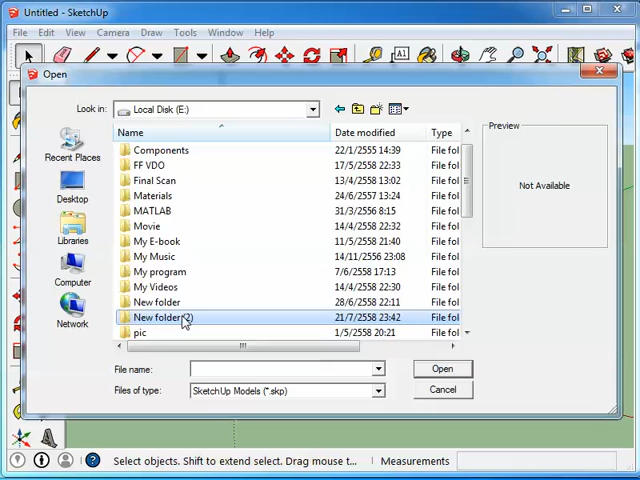 Untitled - SketchUp
File Edit View Camera Draw Tools Window Help
Open
Look in: Local Disk (E:)
Name Date modified Type
Components 22/1/2555 14:39 File fol
FF VDO 17/5/2558 22:33 File fol
Final Scan 13/4/2558 13:02 File fol
Materials 24/6/2557 13:24 File fol
MATLAB 31/3/2556 8:15 File fol
Movie 14/4/2558 22:32 File fol
My E-book 11/5/2558 21:40 File fol
My Music 14/11/2556 23:08 File fol
My program 7/6/2558 17:13 File fol
My Videos 17/4/2558 22:50 File fol
New folder 28/6/2558 22:11 File fol
New folder (2) 21/7/2558 23:42 File fol
pic 1/5/2558 20:21 File fol
Recent Places
Desktop
Libraries
Computer
Network
Preview
Not Available
File name: Open
Files of type: SketchUp Models (*.skp) Cancel
Select objects. Shift to extend select. Drag mouse t... Measurements